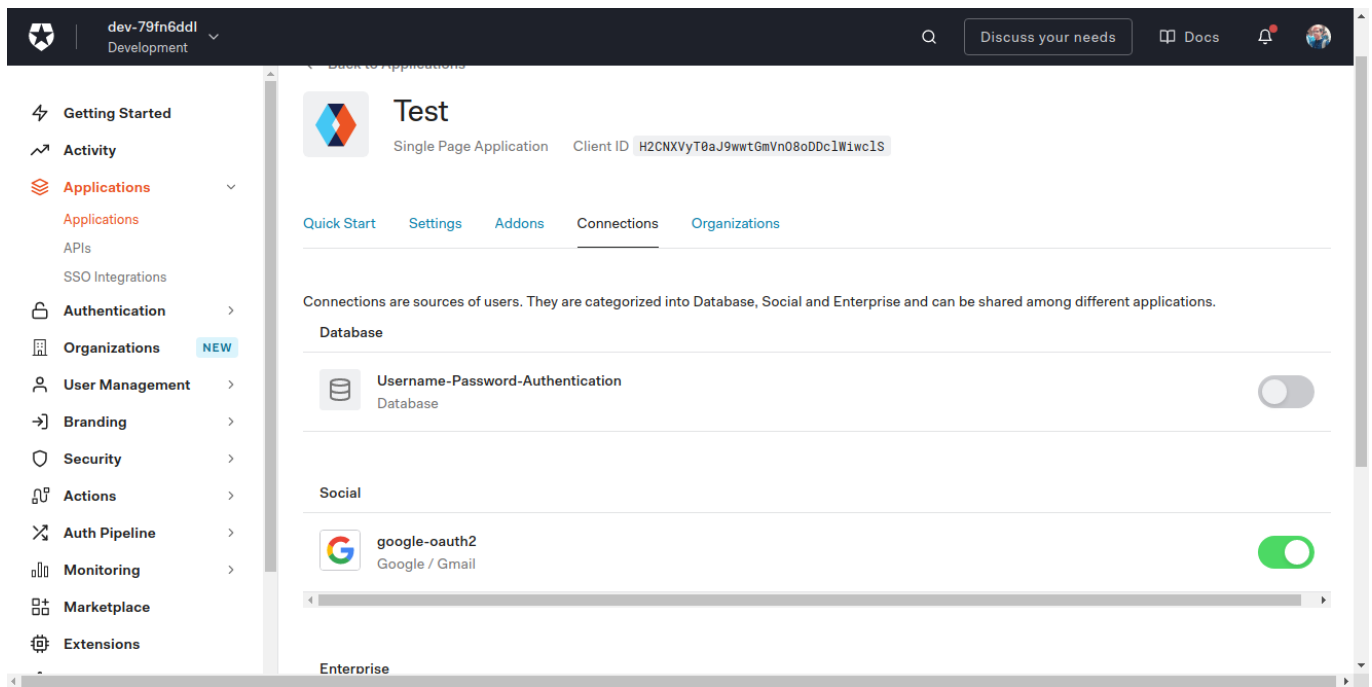 dev-79fn6ddl
Development
Discuss your needs
Docs
Back to Applications
Getting Started
Activity
Applications
Applications
APIs
SSO Integrations
Authentication
Organizations NEW
User Management
Branding
Security
Actions
Auth Pipeline
Monitoring
Marketplace
Extensions
Test
Single Page Application Client ID H2CNXVyT0aJ9wwtGmVnO8oDDclWiwclS
Quick Start Settings Addons Connections Organizations
Connections are sources of users. They are categorized into Database, Social and Enterprise and can be shared among different applications.
Database
Username-Password-Authentication
Database
Social
google-oauth2
Google / Gmail
Enterprise